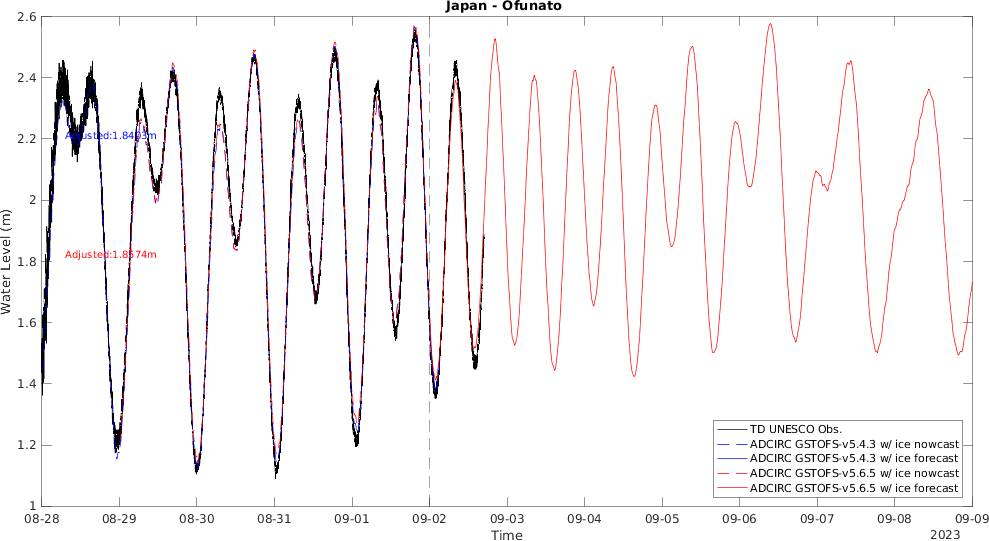 Japan - Ofunato
Water Level (m)
2.6
2.4
2.2
2
1.8
1.6
1.4
1.2
1
Adjusted:1.8493m
Adjusted:1.8574m
TD UNESCO Obs.
ADCIRC GSTOFS-v5.4.3 w/ ice nowcast
ADCIRC GSTOFS-v5.4.3 w/ ice forecast
ADCIRC GSTOFS-v5.6.5 w/ ice nowcast
ADCIRC GSTOFS-v5.6.5 w/ ice forecast
08-28 08-29 08-30 08-31 09-01 09-02 09-03 09-04 09-05 09-06 09-07 09-08 09-09
Time
2023